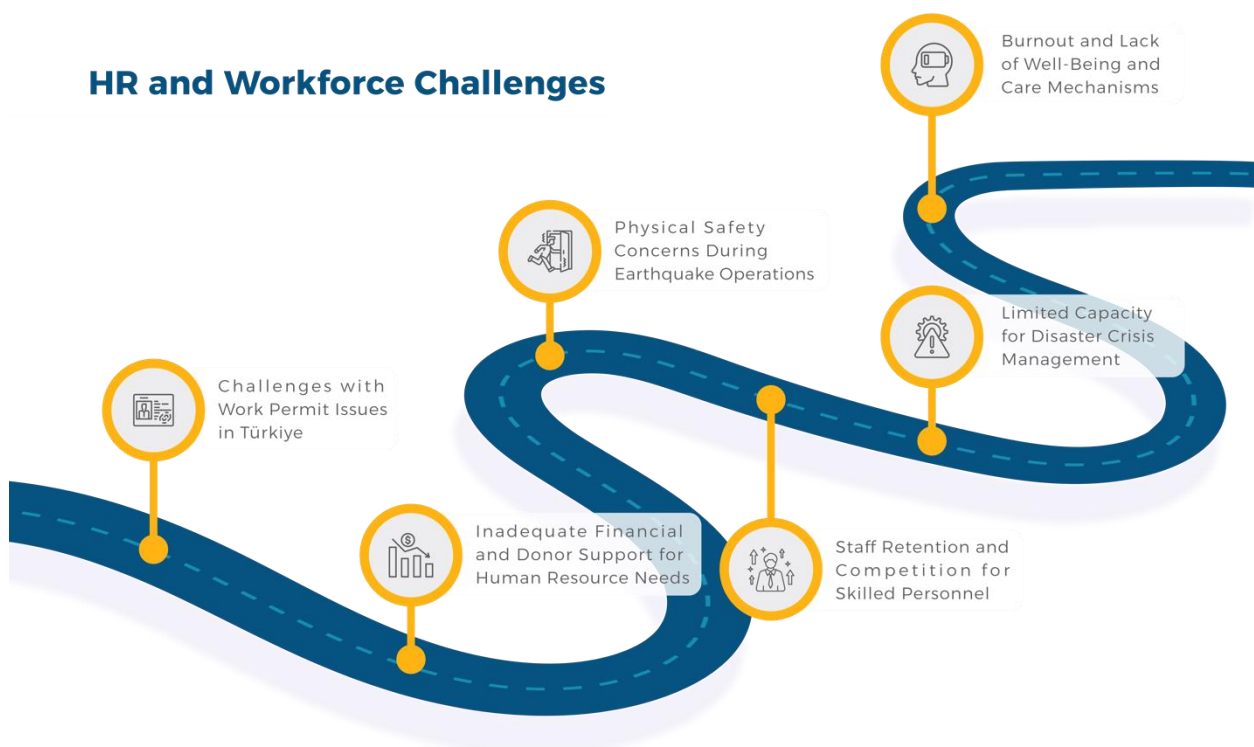 HR and Workforce Challenges
Burnout and Lack
of Well-Being and
Care Mechanisms
Physical Safety
Concerns During
Earthquake Operations
Limited Capacity
for Disaster Crisis
Management
Challenges with
Work Permit Issues
in Türkiye
Inadequate Financial
and Donor Support for
Human Resource Needs
Staff Retention and
Competition for
Skilled Personnel